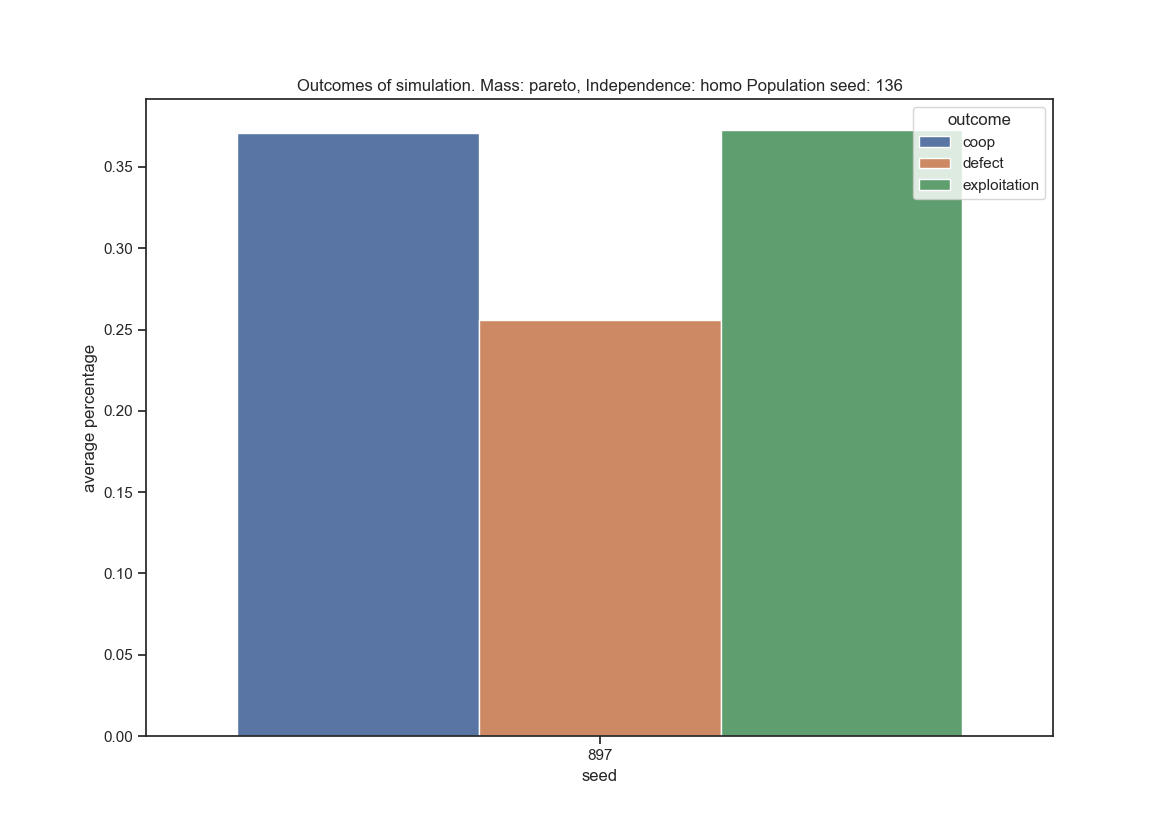 Outcomes of simulation. Mass: pareto, Independence: homo Population seed: 136
outcome
coop
defect
exploitation
average percentage
0.35
0.30
0.25
0.20
0.15
0.10
0.05
0.00
897
seed